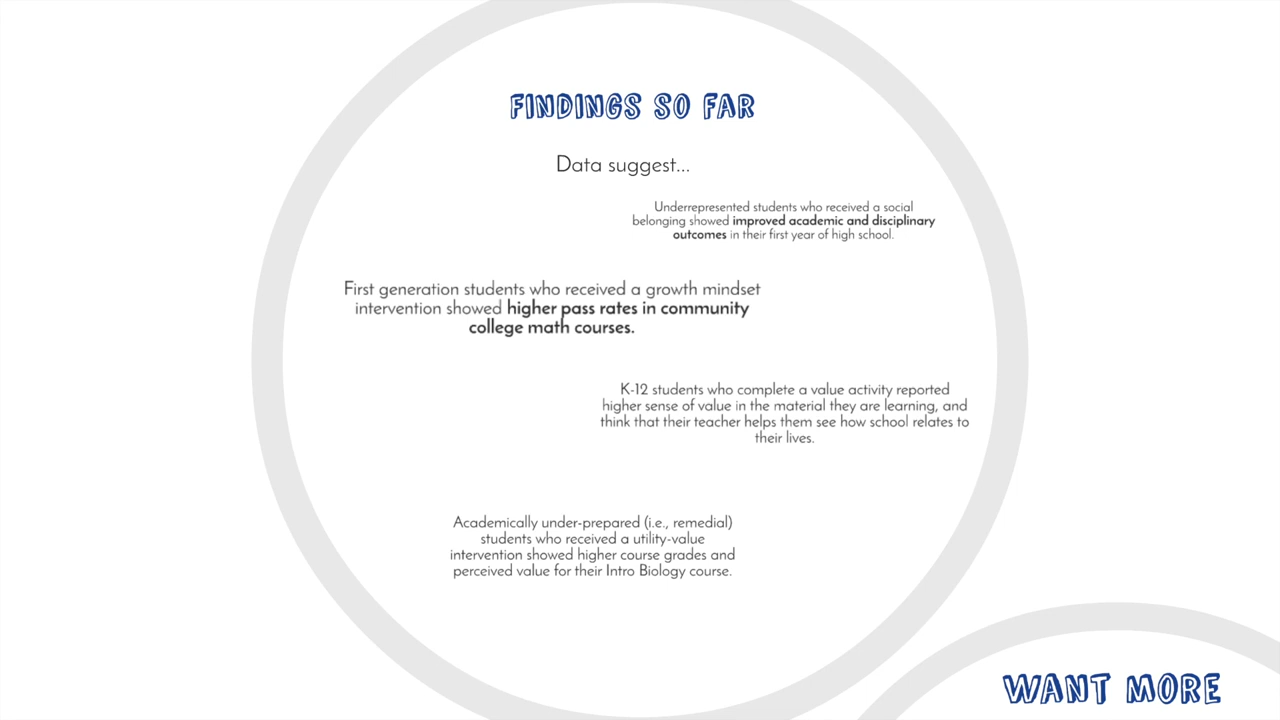 FINDINGS SO FAR
Data suggest...
Underrepresented students who received a social
belonging showed improved academic and disciplinary
outcomes in their first year of high school.
First generation students who received a growth mindset
intervention showed higher pass rates in community
college math courses.
K-12 students who complete a value activity reported
higher sense of value in the material they are learning, and
think that their teacher helps them see how school relates to
their lives.
Academically under-prepared (i.e., remedial)
students who received a utility-value
intervention showed higher course grades and
perceived value for their Intro Biology course.
WANT MORE